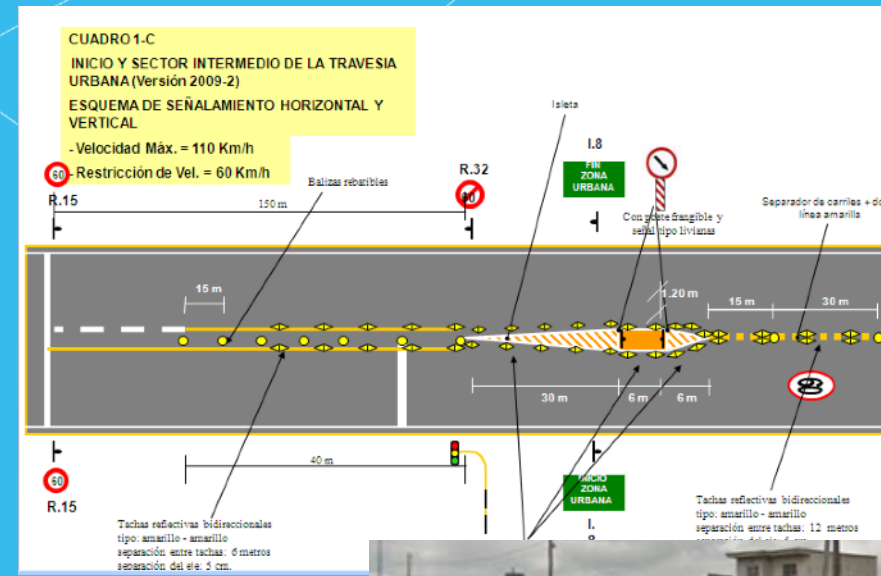 CUADRO 1-C
INICIO Y SECTOR INTERMEDIO DE LA TRAVESIA
URBANA (Versión 2009-2)
ESQUEMA DE SEÑALAMIENTO HORIZONTAL Y
VERTICAL
- Velocidad Máx. = 110 Km/h
- Restricción de Vel. = 60 Km/h
60
R.15
150 m
Balizas rebatibles
R.32
Isleta
I.8
FIN
ZONA
URBANA
Con poste frangible y
señal tipo livianas
Separador de carriles +
línea amarilla
15 m
1.20 m
15 m
30 m
30 m
6 m
6 m
40 m
60
R.15
INICIO
ZONA
URBANA
I.
Tachas reflectivas bidireccionales
tipo: amarillo - amarillo
separación entre tachas: 6 metros
separación del eje: 5 cm.
Tachas reflectivas bidireccionales
tipo: amarillo - amarillo
separación entre tachas: 12 metros